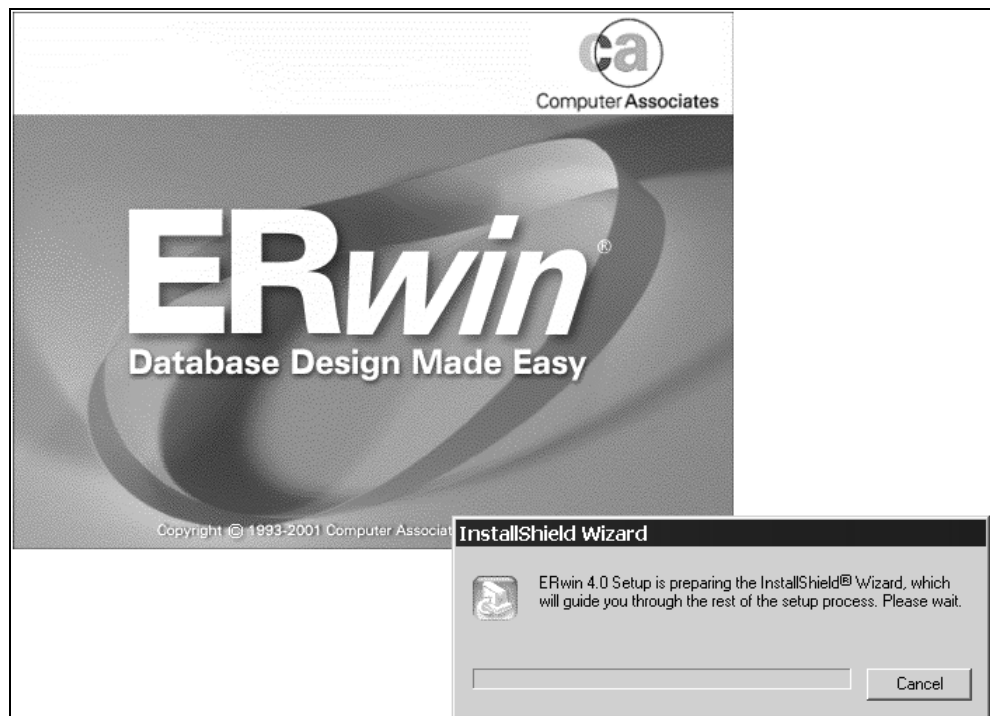 ca
Computer Associates
ERwin®
Database Design Made Easy
Copyright © 1993-2001 Computer Associat
InstallShield Wizard
ERwin 4.0 Setup is preparing the InstallShield® Wizard, which
will guide you through the rest of the setup process. Please wait.
Cancel